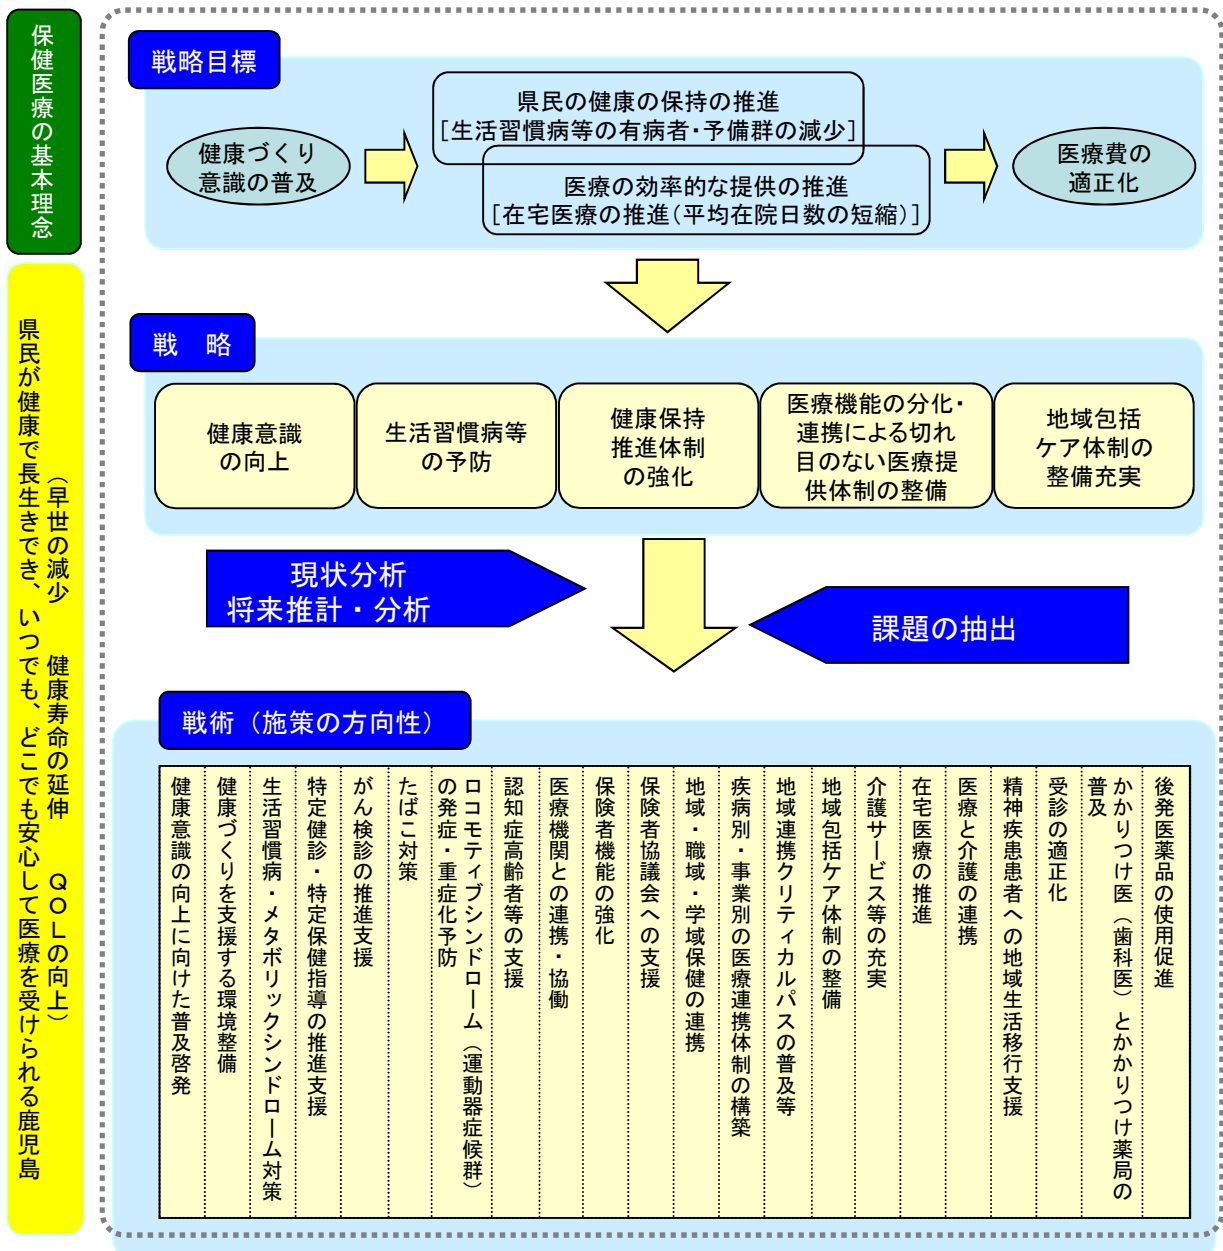 保健医療の基本理念
県民が健康で長生きでき、いつでも、どこでも安心して医療を受けられる鹿児島
（早世の減少　健康寿命の延伸　ＱＯＬの向上）
戦略目標
健康づくり
意識の普及
県民の健康の保持の推進
[生活習慣病等の有病者・予備群の減少]
医療の効率的な提供の推進
[在宅医療の推進(平均在院日数の短縮)]
医療費の
適正化
戦　略
健康意識
の向上
生活習慣病等
の予防
健康保持
推進体制
の強化
医療機能の分化・
連携による切れ
目のない医療提
供体制の整備
地域包括
ケア体制の
整備充実
現状分析
将来推計・分析
課題の抽出
戦術（施策の方向性）
健康意識の向上に向けた普及啓発
健康づくりを支援する環境整備
生活習慣病・メタボリックシンドローム対策
特定健診・特定保健指導の推進支援
がん検診の推進支援
たばこ対策
ロコモティブシンドローム（運動器症候群）
の発症・重症化予防
認知症高齢者等の支援
医療機関との連携・協働
保険者機能の強化
保険者協議会への支援
地域・職域・学域保健の連携
疾病別・事業別の医療連携体制の構築
地域連携クリティカルパスの普及等
地域包括ケア体制の整備
介護サービス等の充実
在宅医療の推進
医療と介護の連携
精神疾患患者への地域生活移行支援
受診の適正化
かかりつけ医（歯科医）とかかりつけ薬局の
普及
後発医薬品の使用促進